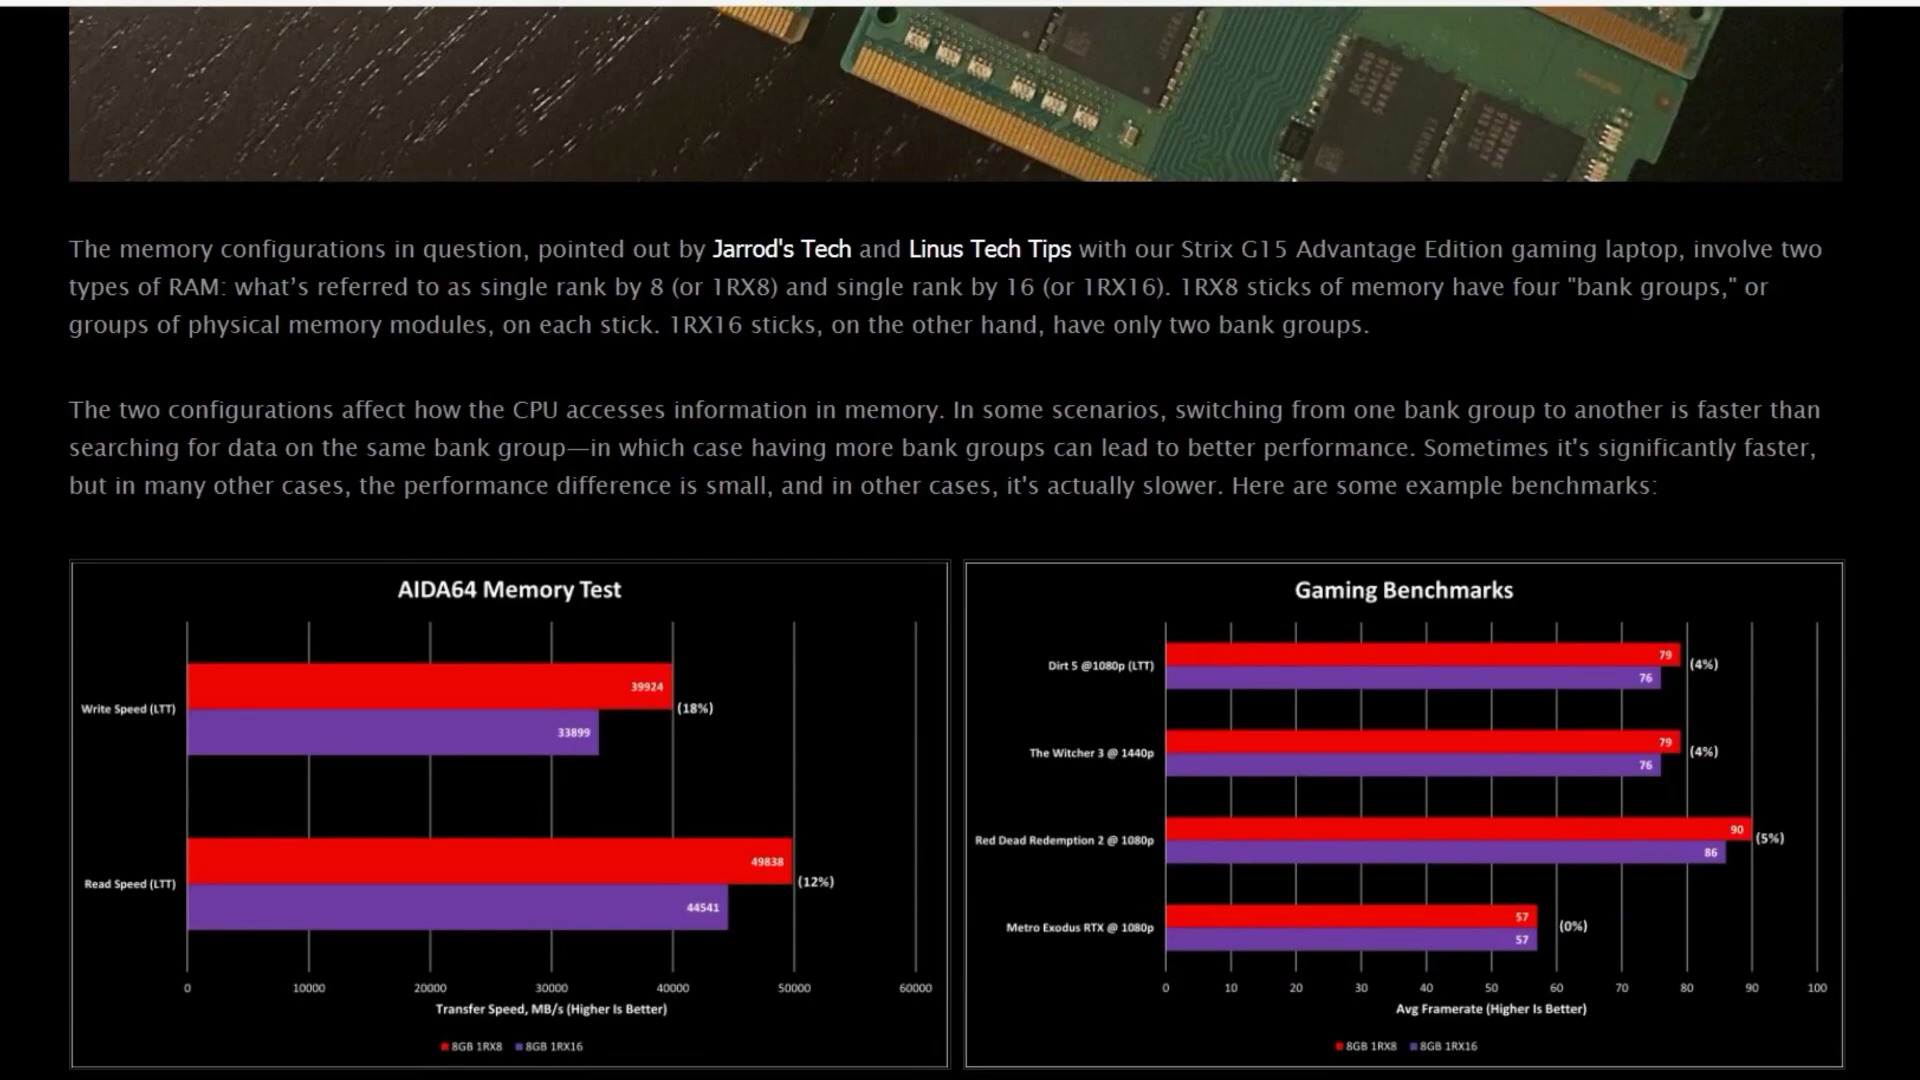 The memory configurations in question, pointed out by Jarrod's Tech and Linus Tech Tips with our Strix G15 Advantage Edition gaming laptop, involve two
types of RAM: what’s referred to as single rank by 8 (or 1RX8) and single rank by 16 (or 1RX16). 1RX8 sticks of memory have four "bank groups," or
groups of physical memory modules, on each stick. 1RX16 sticks, on the other hand, have only two bank groups.
The two configurations affect how the CPU accesses information in memory. In some scenarios, switching from one bank group to another is faster than
searching for data on the same bank group—in which case having more bank groups can lead to better performance. Sometimes it's significantly faster,
but in many other cases, the performance difference is small, and in other cases, it's actually slower. Here are some example benchmarks:
AIDA64 Memory Test
39924
Write Speed (LTT)
(18%)
33899
49838
Read Speed (LTT)
(12%)
44541
0 10000 20000 30000 40000 50000 60000
Transfer Speed, MB/s (Higher Is Better)
8GB 1RX8 8GB 1RX16
Gaming Benchmarks
79
Dirt 5 @1080p (LTT)
(4%)
76
79
The Witcher 3 @ 1440p
(4%)
76
90
Red Dead Redemption 2 @ 1080p
(5%)
86
57
Metro Exodus RTX @ 1080p
(0%)
57
0 10 20 30 40 50 60 70 80 90 100
Avg Framerate (Higher Is Better)
8GB 1RX8 8GB 1RX16